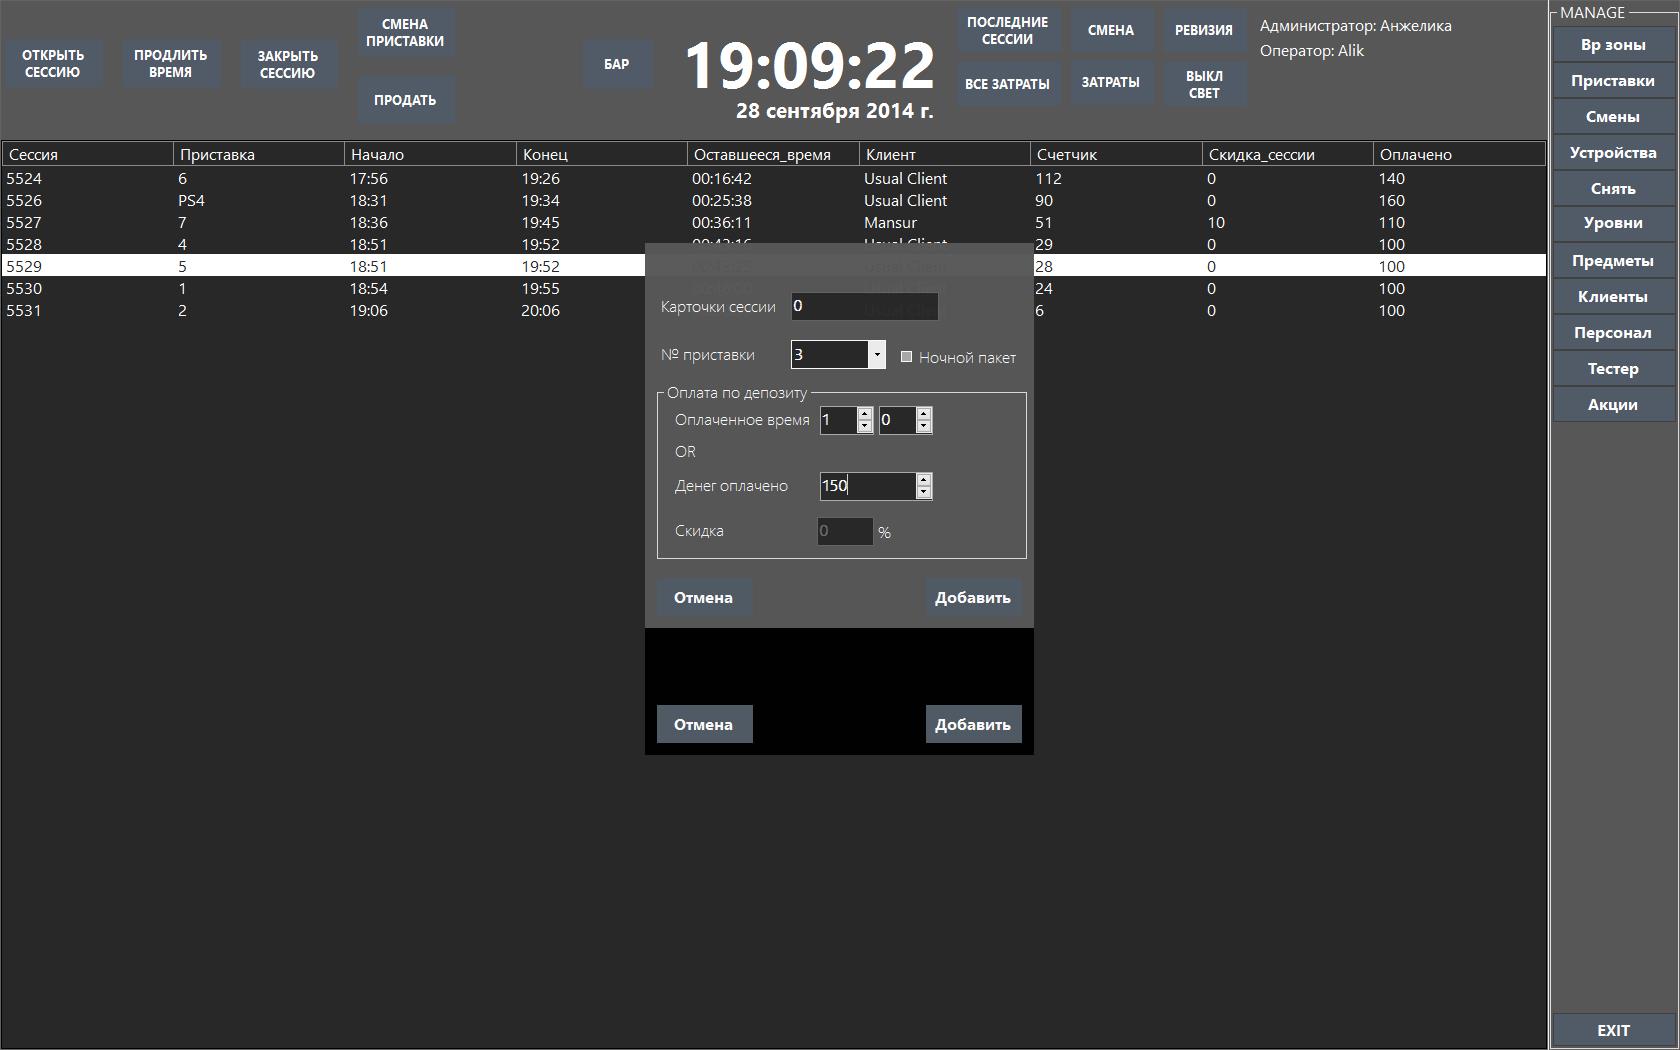 ОТКРЫТЬ
СЕССИЮ
ПРОДЛИТЬ
ВРЕМЯ
ЗАКРЫТЬ
СЕССИЮ
СМЕНА
ПРИСТАВКИ
ПРОДАТЬ
БАР
19:09:22
28 сентября 2014 г.
ПОСЛЕДНИЕ
СЕССИИ
СМЕНА
РЕВИЗИЯ
ВСЕ ЗАТРАТЫ
ЗАТРАТЫ
ВЫКЛ
СВЕТ
Администратор: Анжелика
Оператор: Alik
MANAGE
Вр зоны
Приставки
Смены
Устройства
Снять
Уровни
Предметы
Клиенты
Персонал
Тестер
Акции
EXIT
Сессия Приставка Начало Конец Оставшееся_время Клиент Счетчик Скидка_сессии Оплачено
5524 6 17:56 19:26 00:16:42 Usual Client 112 0 140
5526 PS4 18:31 19:34 00:25:38 Usual Client 90 0 160
5527 7 18:36 19:45 00:36:11 Mansur 51 10 110
5528 4 18:51 19:52 Usual Client 29 0 100
5529 5 18:51 19:52 28 0 100
5530 1 18:54 19:55 24 0 100
5531 2 19:06 20:06 6 0 100
Карточки сессии 0
№ приставки 3 Ночной пакет
Оплата по депозиту
Оплаченное время 1 0
OR
Денег оплачено 150
Скидка 0 %
Отмена Добавить
Отмена Добавить